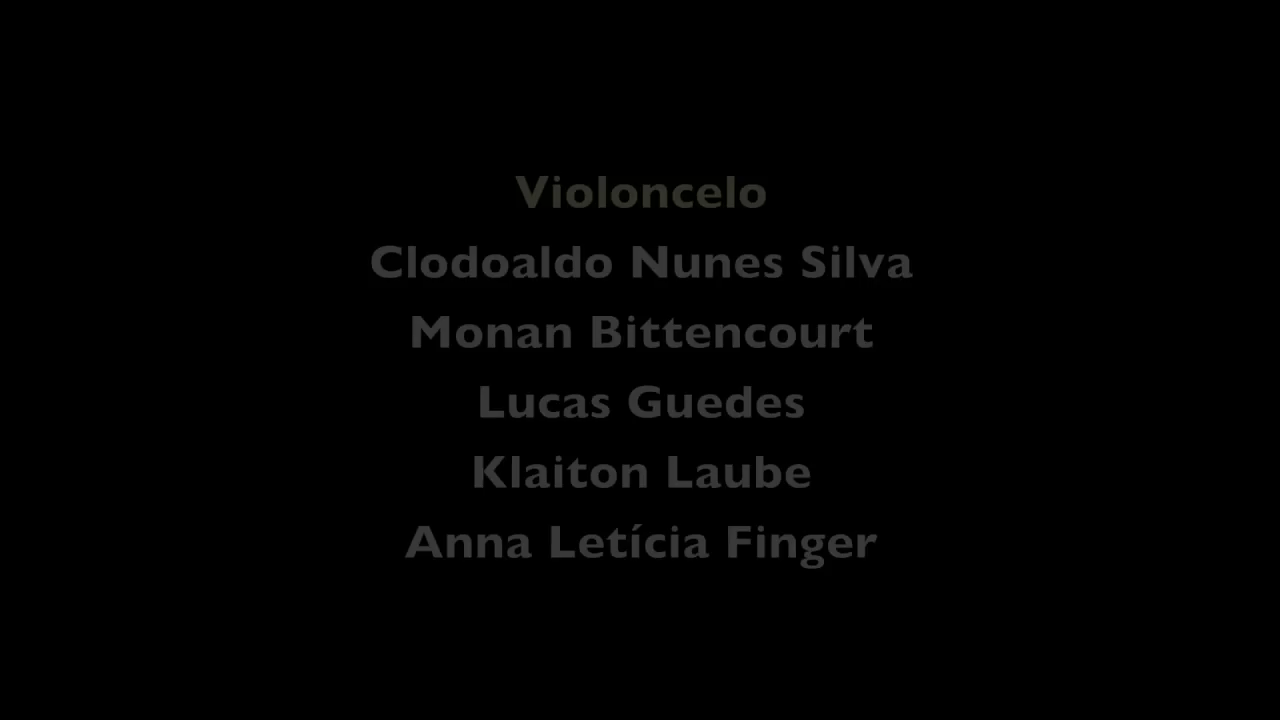 Violoncelo
Clodoaldo Nunes Silva
Monan Bittencourt
Lucas Guedes
Klaiton Laube
Anna Letícia Finger